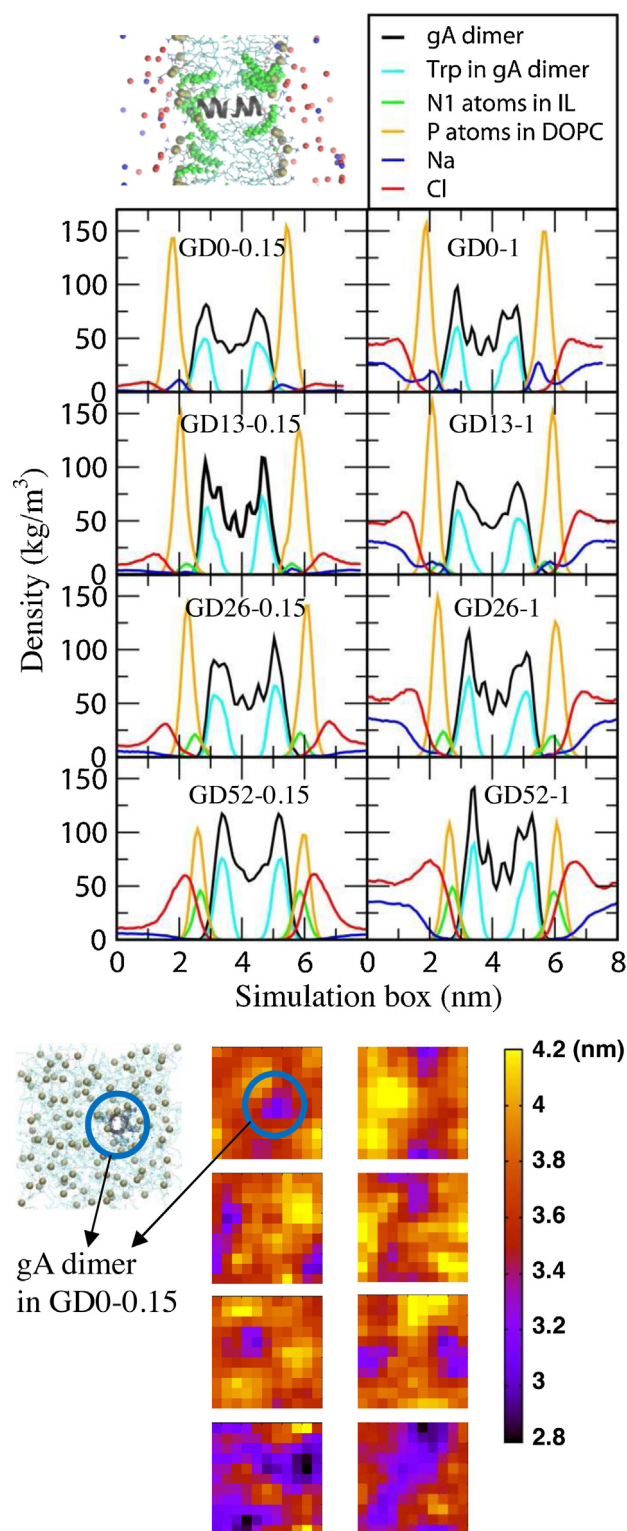 gA dimer
Trp in gA dimer
N1 atoms in IL
P atoms in DOPC
Na
Cl
150
100
50
0
GD0-0.15
GD0-1
150
100
50
0
GD13-0.15
GD13-1
150
100
50
0
GD26-0.15
GD26-1
150
100
50
0
GD52-0.15
GD52-1
Density (kg/m³)
0 2 4 6 0 2 4 6 8
Simulation box (nm)
4.2 (nm)
4
3.8
3.6
3.4
3.2
3
2.8
gA dimer
in GD0-0.15